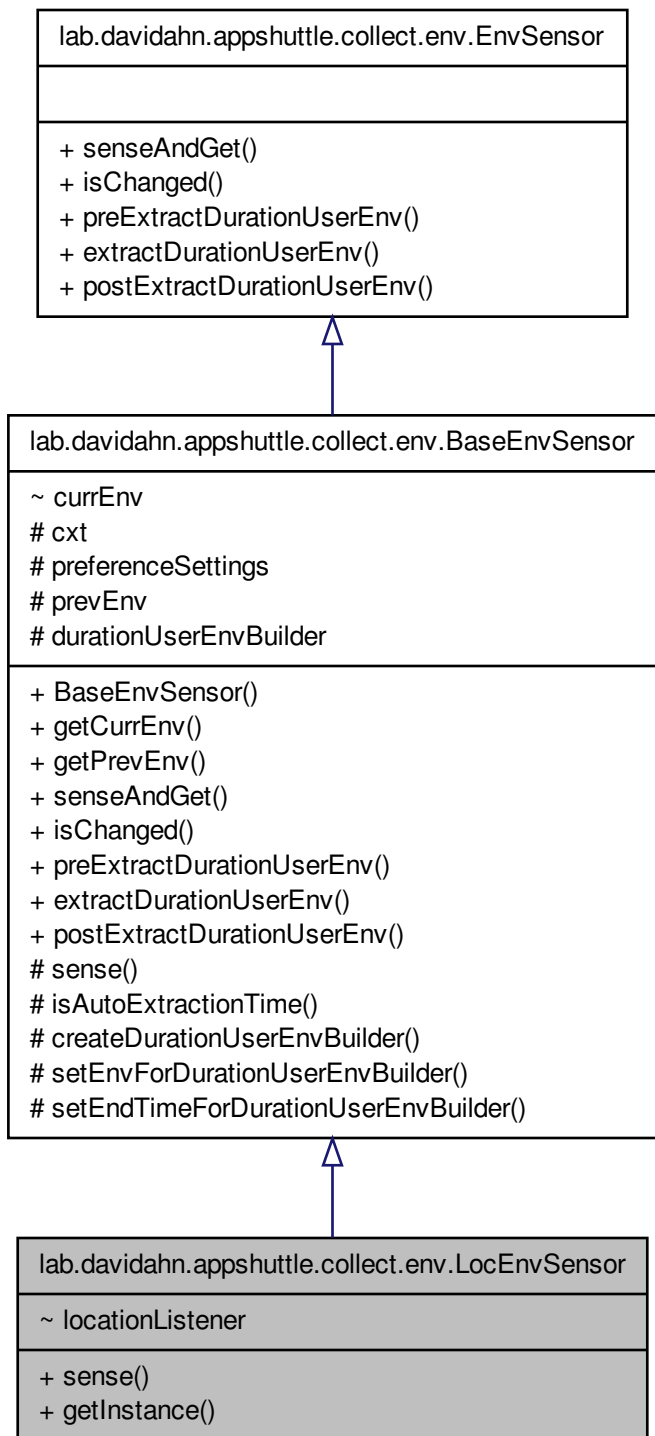 lab.davidahn.appshuttle.collect.env.EnvSensor
+ senseAndGet()
+ isChanged()
+ preExtractDurationUserEnv()
+ extractDurationUserEnv()
+ postExtractDurationUserEnv()
lab.davidahn.appshuttle.collect.env.BaseEnvSensor
~ currEnv
# cxt
# preferenceSettings
# prevEnv
# durationUserEnvBuilder
+ BaseEnvSensor()
+ getCurrEnv()
+ getPrevEnv()
+ senseAndGet()
+ isChanged()
+ preExtractDurationUserEnv()
+ extractDurationUserEnv()
+ postExtractDurationUserEnv()
# sense()
# isAutoExtractionTime()
# createDurationUserEnvBuilder()
# setEnvForDurationUserEnvBuilder()
# setEndTimeForDurationUserEnvBuilder()
lab.davidahn.appshuttle.collect.env.LocEnvSensor
~ locationListener
+ sense()
+ getInstance()